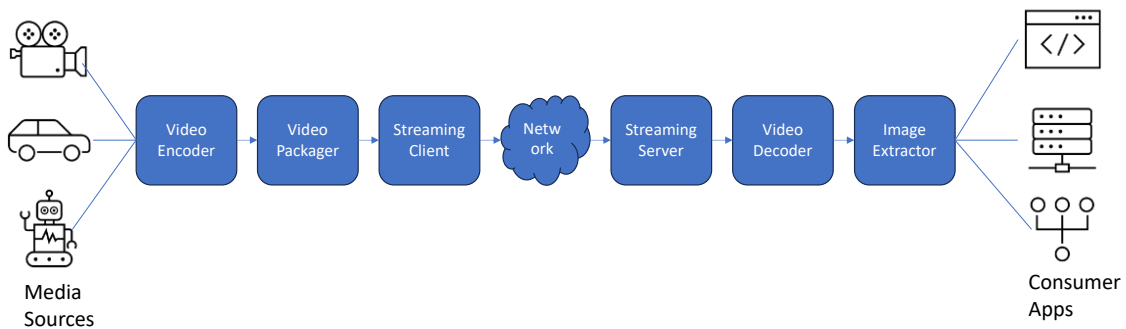 Video
Encoder
Video
Packager
Streaming
Client
Netw
ork
Streaming
Server
Video
Decoder
Image
Extractor
</>
Media
Sources
Consumer
Apps